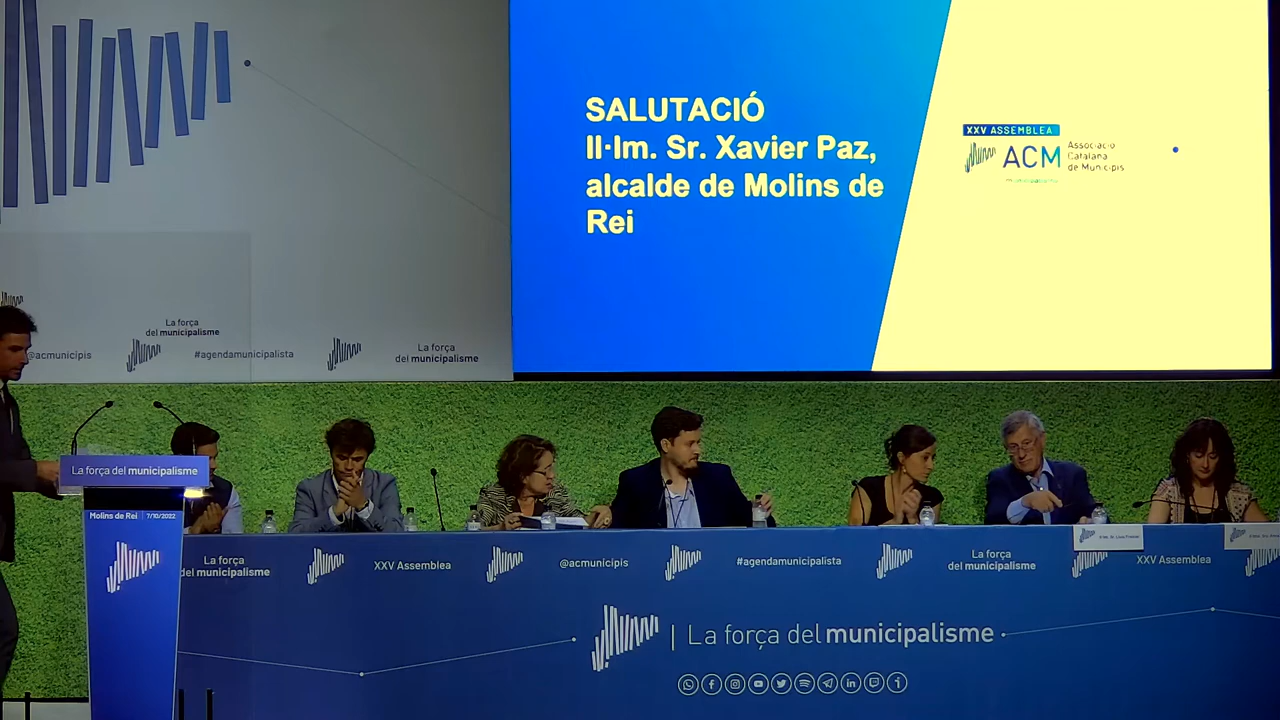 SALUTACIÓ
Il·lm. Sr. Xavier Paz,
alcalde de Molins de
Rei
XXV ASSEMBLEA
ACM
Associació
Catalana
de Municipis
La força
del municipalisme
@acmunicipis
#agendamunicipalista
La força
del municipalisme
La força del municipalisme
Molins de Rei | 7/10/2022
La força
del municipalisme
XXV Assemblea
@acmunicipis
#agendamunicipalista
La força
del municipalisme
XXV Assemblea
La força del municipalisme